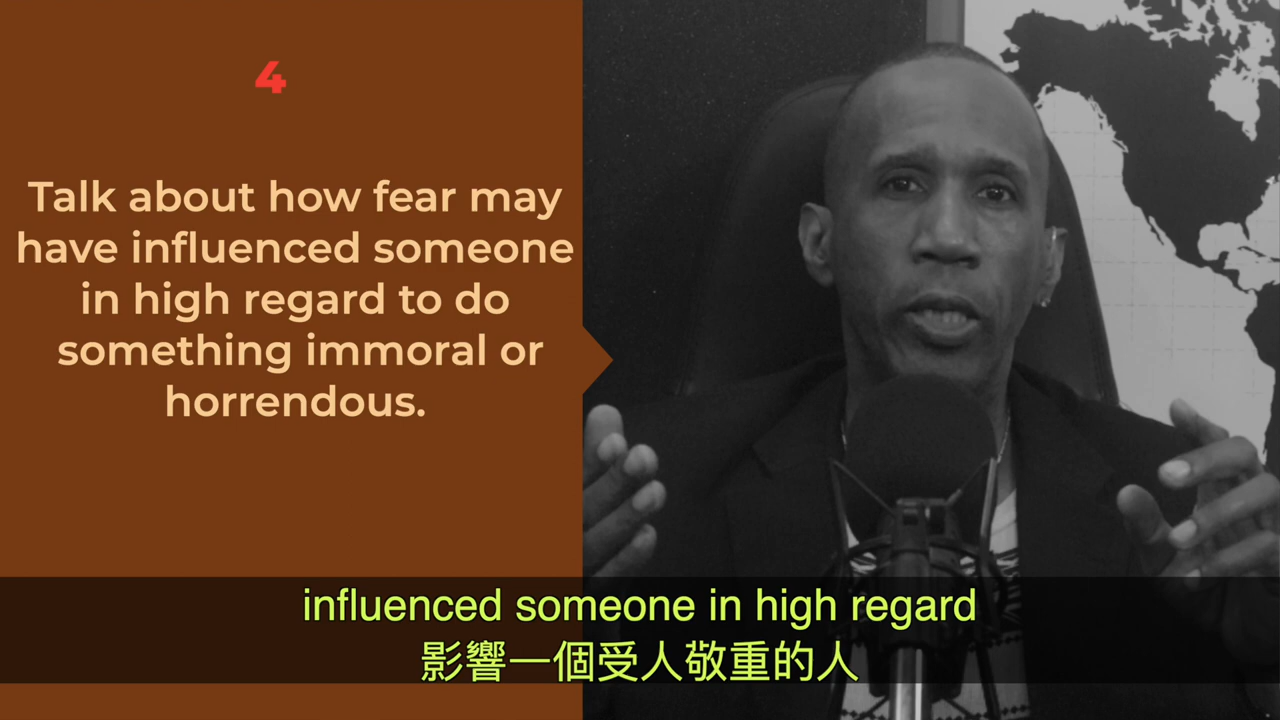 4
Talk about how fear may
have influenced someone
in high regard to do
something immoral or
horrendous.
influenced someone in high regard
影響一個受人敬重的人